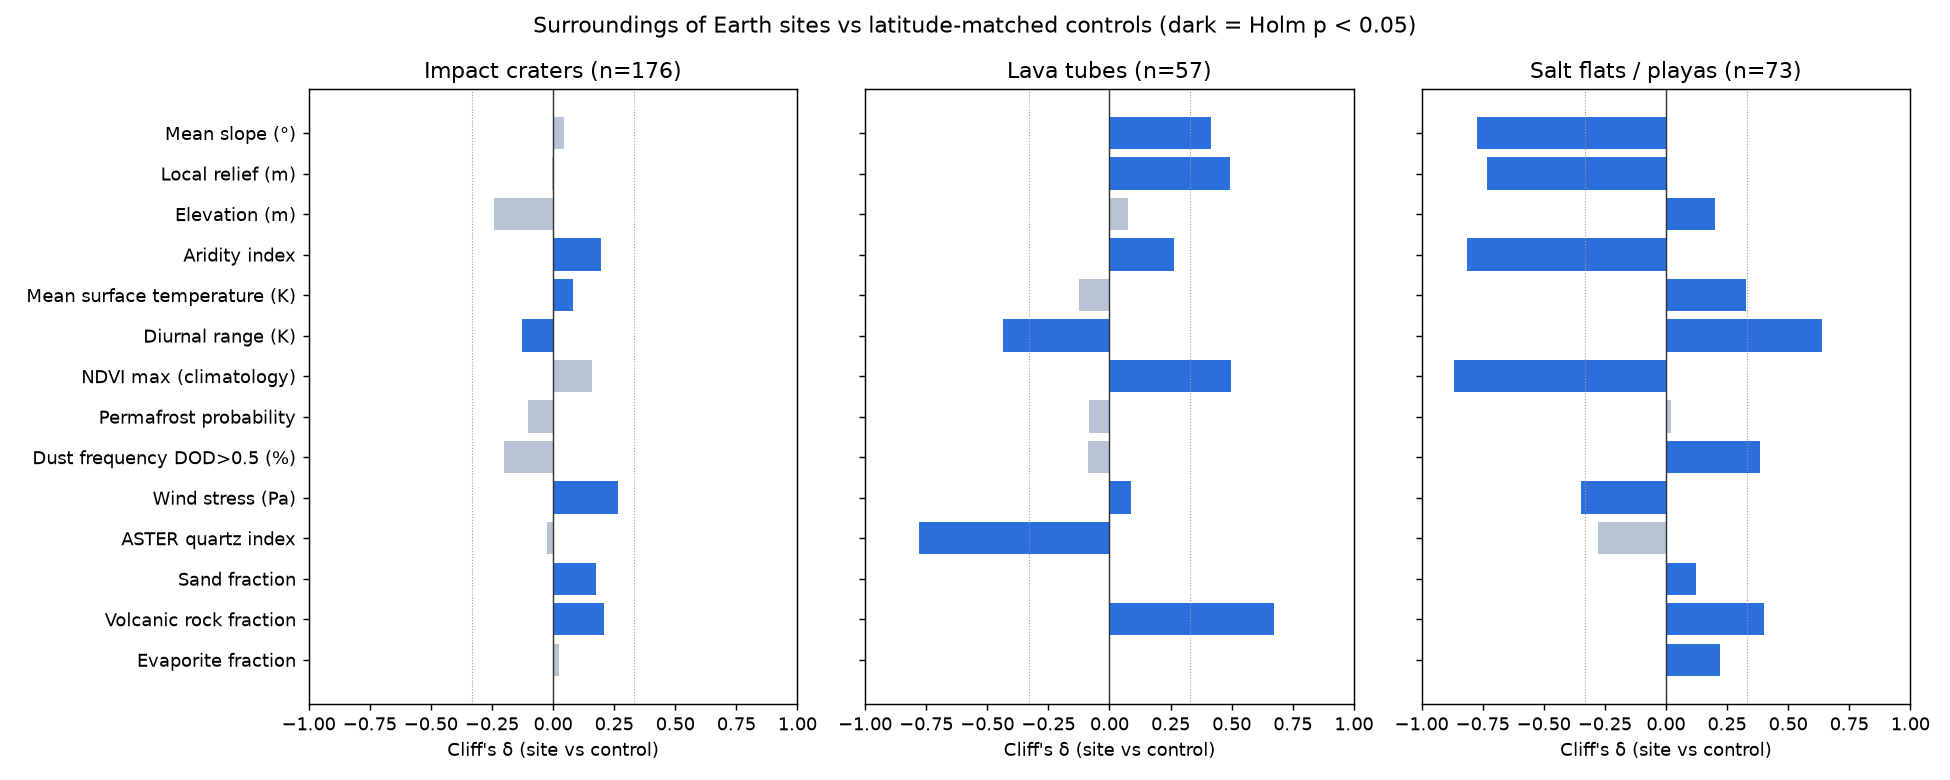 Surroundings of Earth sites vs latitude-matched controls (dark = Holm p < 0.05)
Impact craters (n=176)
Lava tubes (n=57)
Salt flats / playas (n=73)
Mean slope (°)
Local relief (m)
Elevation (m)
Aridity index
Mean surface temperature (K)
Diurnal range (K)
NDVI max (climatology)
Permafrost probability
Dust frequency DOD>0.5 (%)
Wind stress (Pa)
ASTER quartz index
Sand fraction
Volcanic rock fraction
Evaporite fraction
−1.00 −0.75 −0.50 −0.25 0.00 0.25 0.50 0.75 1.00
Cliff's δ (site vs control)
−1.00 −0.75 −0.50 −0.25 0.00 0.25 0.50 0.75 1.00
Cliff's δ (site vs control)
−1.00 −0.75 −0.50 −0.25 0.00 0.25 0.50 0.75 1.00
Cliff's δ (site vs control)